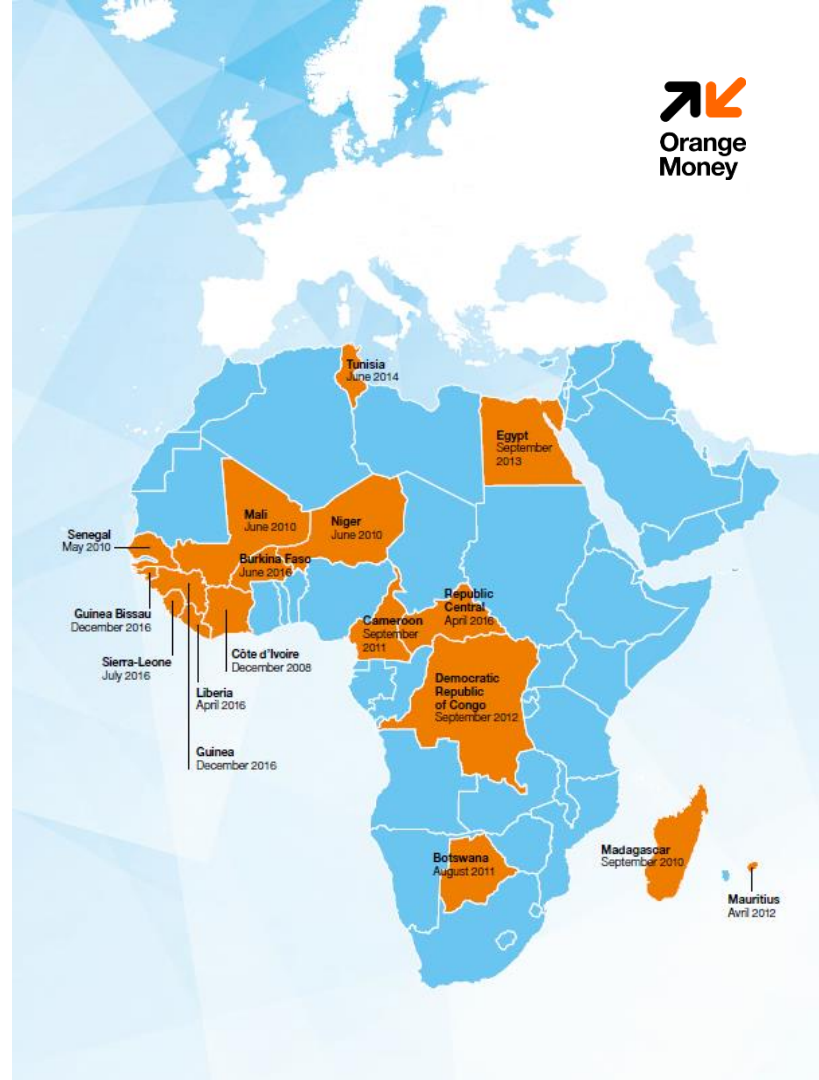 Orange
Money
Tunisia
June 2014
Egypt
September
2013
Mali
June 2010
Niger
June 2010
Senegal
May 2010
Burkina Faso
June 2016
Republic
Central
April 2016
Guinea Bissau
December 2016
Cameroon
September
2011
Côte d'Ivoire
December 2008
Sierra-Leone
July 2016
Democratic
Republic
of Congo
September 2012
Liberia
April 2016
Guinea
December 2016
Botswana
August 2011
Madagascar
September 2010
Mauritius
Avril 2012